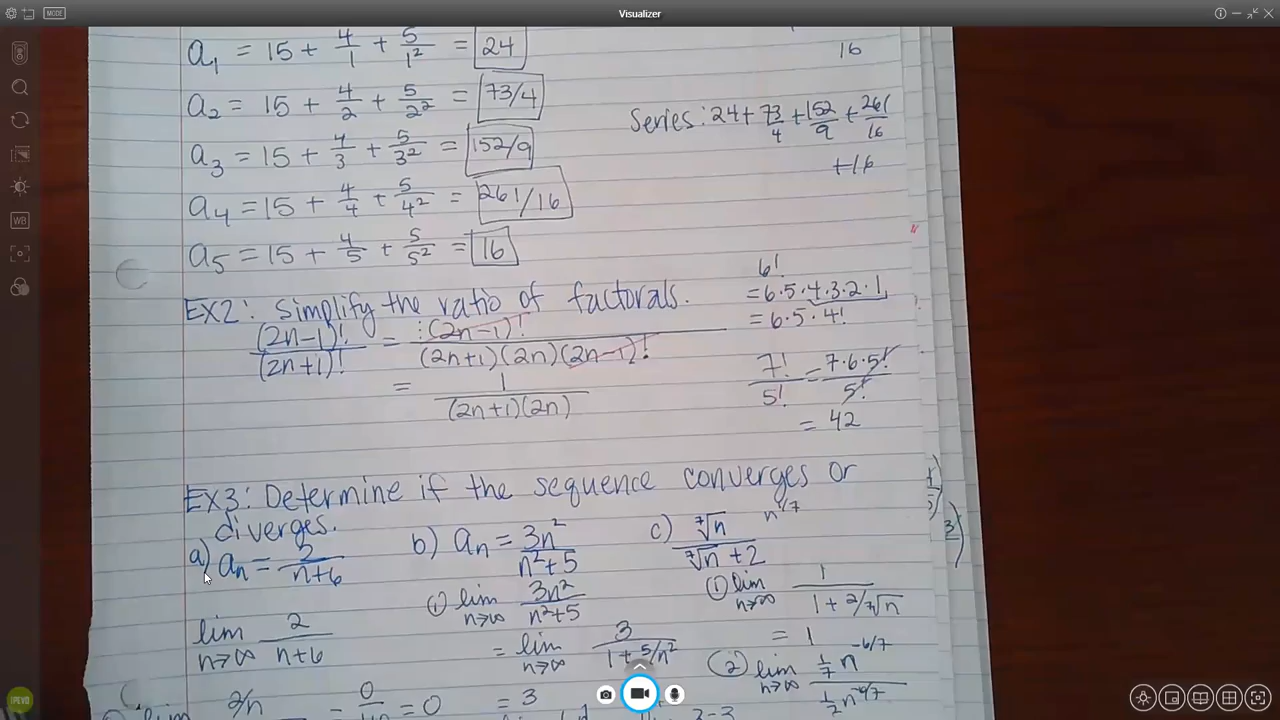 MODE
Visualizer
a₁ = 15 + 4/1 + 5/1² = 24
16
a₂ = 15 + 4/2 + 5/2² = 73/4
Series: 24 + 73/4 + 152/9 + 261/16
+16
a₃ = 15 + 4/3 + 5/3² = 152/9
a₄ = 15 + 4/4 + 5/4² = 261/16
a₅ = 15 + 4/5 + 5/5² = 16
EX2: Simplify the ratio of factorals.
(2n-1)!/(2n+1)! = (2n-1)!/(2n+1)(2n)(2n-1)!
= 1/(2n+1)(2n)
6!
= 6·5·4·3·2·1
= 6·5·4!
7!/5! = 7·6·5!/5!
= 42
EX3: Determine if the sequence converges or
diverges.
a) aₙ = 2/n+6
b) aₙ = 3n²/n²+5
c) ⁷√n/⁷√n + 2
n^1/7
lim n→∞ 2/n+6
2/n
= 0
= 0
① lim n→∞ 3n²/n²+5
= lim n→∞ 3/1+5/n²
= 3
① lim n→∞ 1/1+2/⁷√n
= 1
② lim n→∞ 1/7 n^-6/7
WB
IPEVO